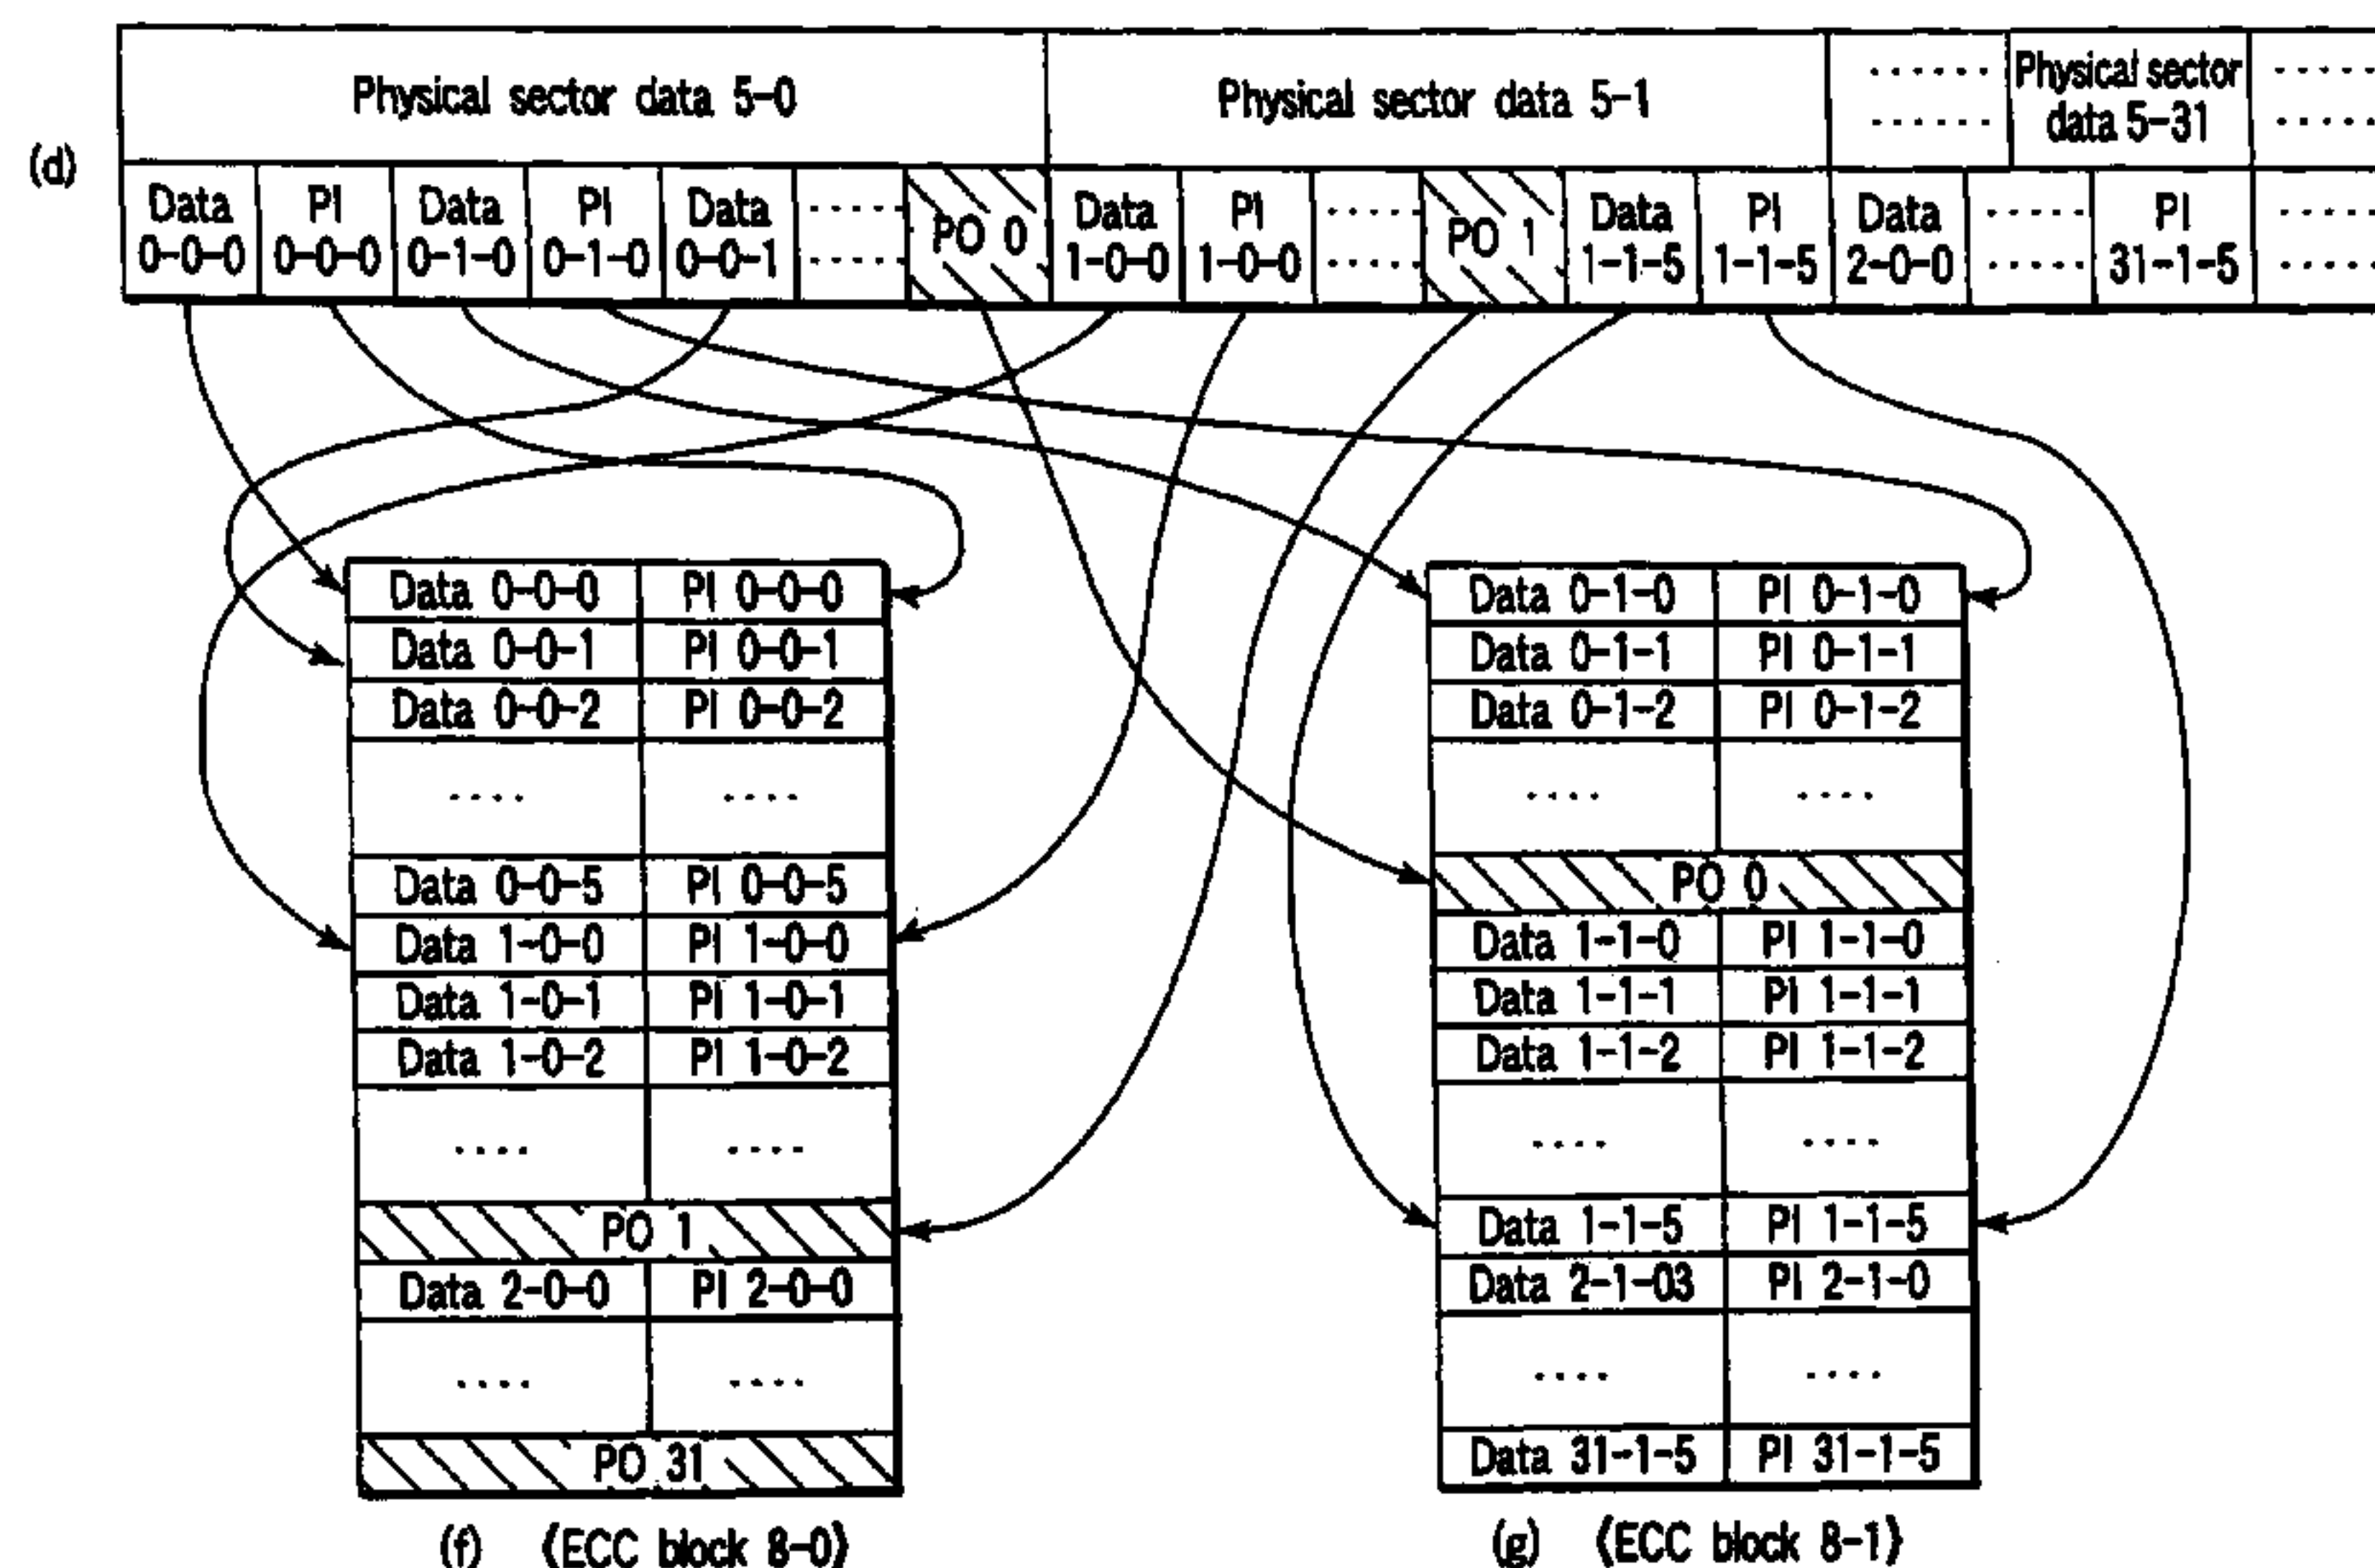 Physical sector data 5-0
Physical sector data 5-1
......
......
Physical sector
data 5-31
.....
.....
(d)
Data
0-0-0
PI
0-0-0
Data
0-1-0
PI
0-1-0
Data
0-0-1
.....
.....
PO 0
Data
1-0-0
PI
1-0-0
.....
.....
PO 1
Data
1-1-5
PI
1-1-5
Data
2-0-0
.....
.....
PI
31-1-5
.....
.....
Data 0-0-0 PI 0-0-0
Data 0-0-1 PI 0-0-1
Data 0-0-2 PI 0-0-2
.... ....
Data 0-0-5 PI 0-0-5
Data 1-0-0 PI 1-0-0
Data 1-0-1 PI 1-0-1
Data 1-0-2 PI 1-0-2
.... ....
PO 1
Data 2-0-0 PI 2-0-0
.... ....
PO 31
(f) (ECC block 8-0)
Data 0-1-0 PI 0-1-0
Data 0-1-1 PI 0-1-1
Data 0-1-2 PI 0-1-2
.... ....
PO 0
Data 1-1-0 PI 1-1-0
Data 1-1-1 PI 1-1-1
Data 1-1-2 PI 1-1-2
.... ....
Data 1-1-5 PI 1-1-5
Data 2-1-03 PI 2-1-0
.... ....
Data 31-1-5 PI 31-1-5
(g) (ECC block 8-1)